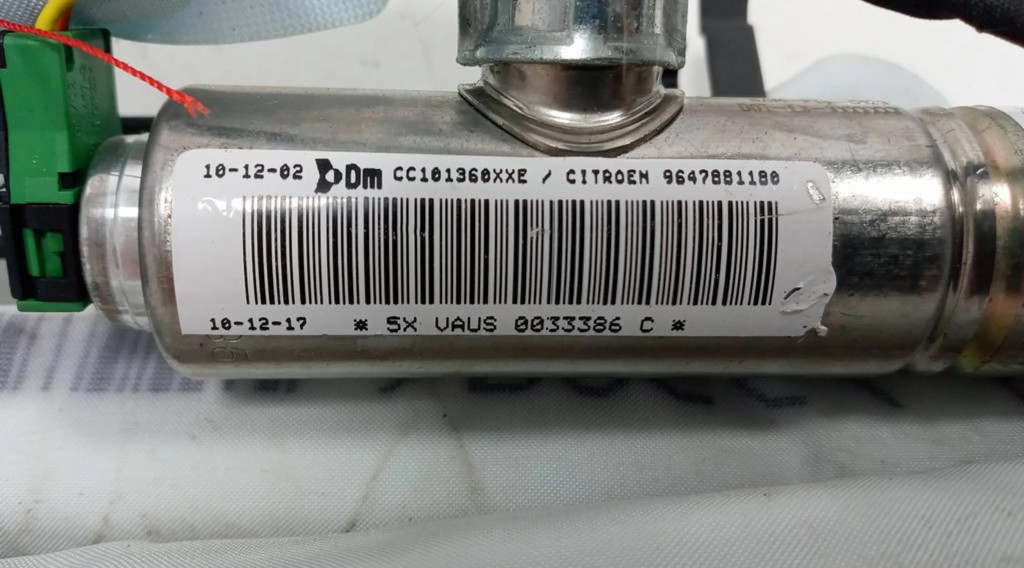 10-12-02 Dm CC101360XXE / CITROEN 9647881180
10-12-17 * 5X VAUS 0033386 C *